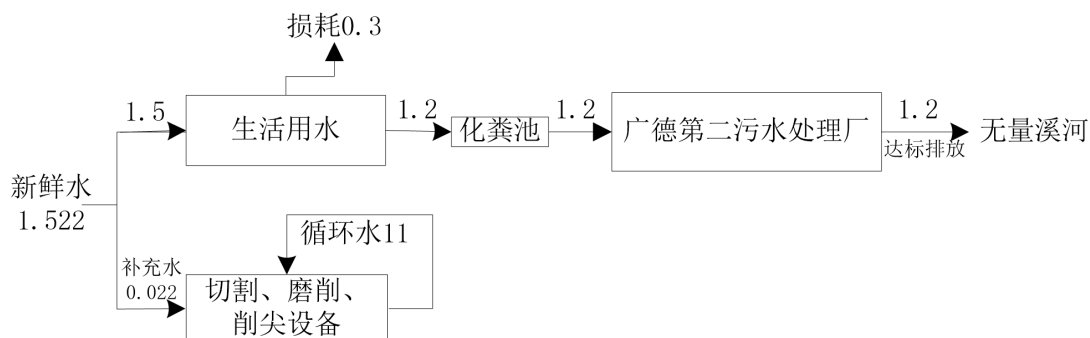 损耗0.3
1.5
生活用水
1.2
化粪池
1.2
广德第二污水处理厂
1.2
达标排放
无量溪河
新鲜水
1.522
循环水11
补充水
0.022
切割、磨削、
削尖设备